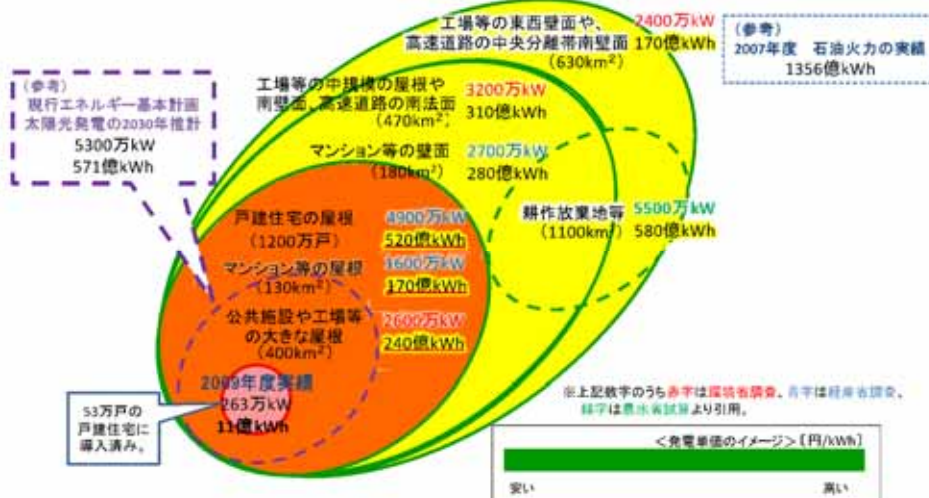 工場等の東西壁面や、
高速道路の中央分離帯南壁面
(630km²)
2400万kW
170億kWh
(参考)
2007年度 石油火力の実績
1356億kWh
(参考)
現行エネルギー基本計画
太陽光発電の2030年推計
5300万kW
571億kWh
工場等の中規模の屋根や
南壁面、高速道路の南法面
(470km²)
3200万kW
310億kWh
マンション等の壁面
(180km²)
2700万kW
280億kWh
耕作放棄地等
(1100km²)
5500万kW
580億kWh
戸建住宅の屋根
(1200万戸)
4900万kW
520億kWh
マンション等の屋根
(130km²)
1600万kW
170億kWh
公共施設や工場等
の大きな屋根
(400km²)
2600万kW
240億kWh
2009年度実績
263万kW
11億kWh
53万戸の
戸建住宅に
導入済み。
※上記数字のうち赤字は環境省調査、青字は経産省調査、
緑字は農水省試算より引用。
<発電単価のイメージ>[円/kWh]
安い 高い